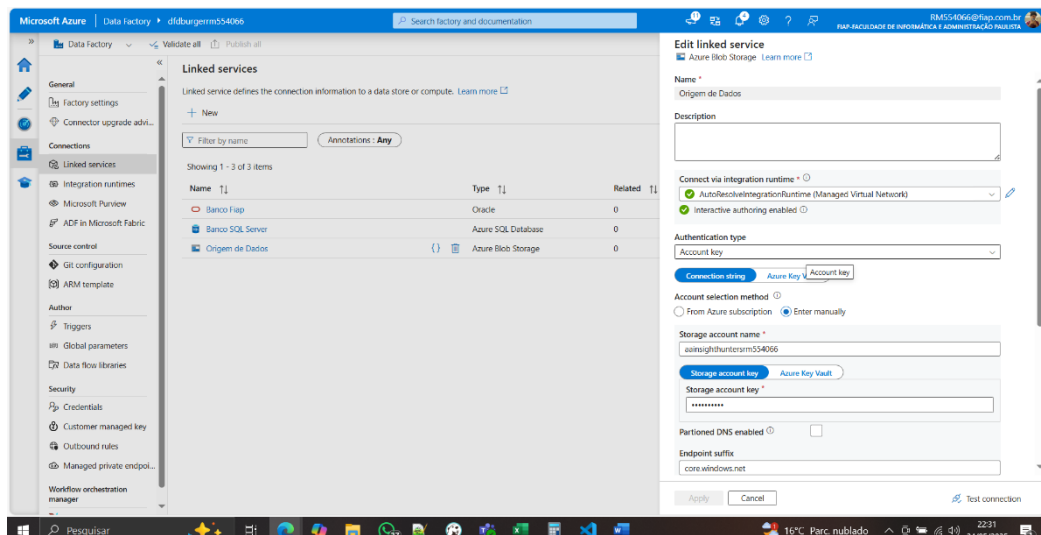 Microsoft Azure | Data Factory ▸ dfdburgerrm554066
Search factory and documentation
RM554066@fiap.com.br
FIAP-FACULDADE DE INFORMÁTICA E ADMINISTRAÇÃO PAULISTA
Data Factory
Validate all
Publish all
General
Factory settings
Connector upgrade advi...
Connections
Linked services
Integration runtimes
Microsoft Purview
ADF in Microsoft Fabric
Source control
Git configuration
ARM template
Author
Triggers
Global parameters
Data flow libraries
Security
Credentials
Customer managed key
Outbound rules
Managed private endpoi...
Workflow orchestration
manager
Linked services
Linked service defines the connection information to a data store or compute. Learn more
New
Filter by name
Annotations : Any
Showing 1 - 3 of 3 items
Name Type Related
Banco Fiap Oracle 0
Banco SQL Server Azure SQL Database 0
Origem de Dados {} Azure Blob Storage 0
Edit linked service
Azure Blob Storage Learn more
Name *
Origem de Dados
Description
Connect via integration runtime *
AutoResolveIntegrationRuntime (Managed Virtual Network)
Interactive authoring enabled
Authentication type
Account key
Connection string Azure Key V
Account key
Account selection method
From Azure subscription Enter manually
Storage account name *
aainsighthuntersrm554066
Storage account key Azure Key Vault
Storage account key *
••••••••••
Partioned DNS enabled
Endpoint suffix
core.windows.net
Apply Cancel Test connection
Pesquisar
16°C Parc. nublado
22:31